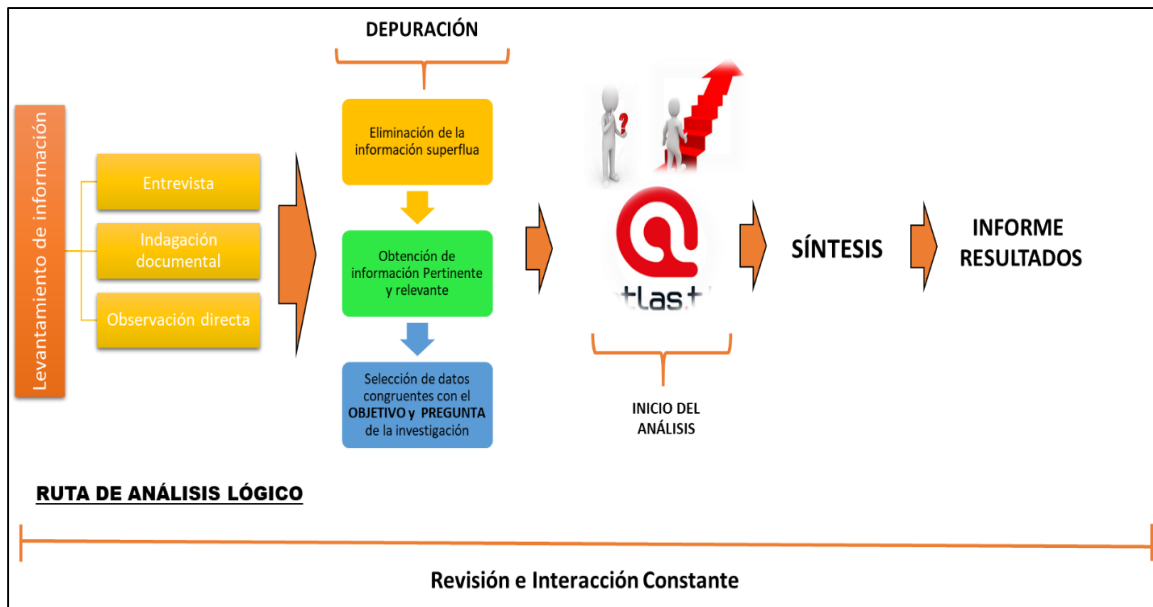 DEPURACIÓN
Levantamiento de información
Entrevista
Indagación
documental
Observación directa
Eliminación de la
información superflua
Obtención de
información Pertinente
y relevante
Selección de datos
congruentes con el
OBJETIVO y PREGUNTA
de la investigación
?
tlas.t
INICIO DEL
ANÁLISIS
SÍNTESIS
INFORME
RESULTADOS
RUTA DE ANÁLISIS LÓGICO
Revisión e Interacción Constante